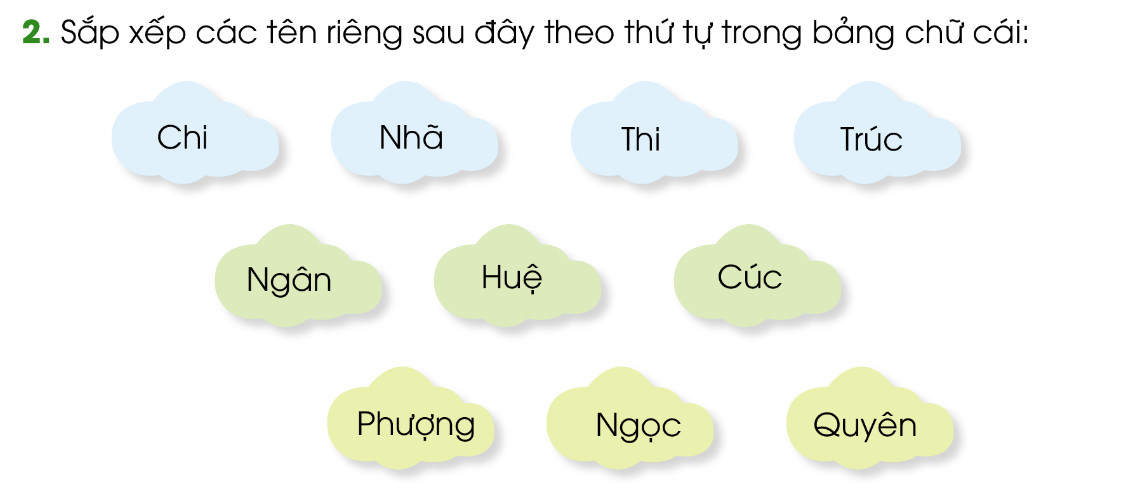 2. Sắp xếp các tên riêng sau đây theo thứ tự trong bảng chữ cái:
Chi Nhã Thi Trúc
Ngân Huệ Cúc
Phượng Ngọc Quyên